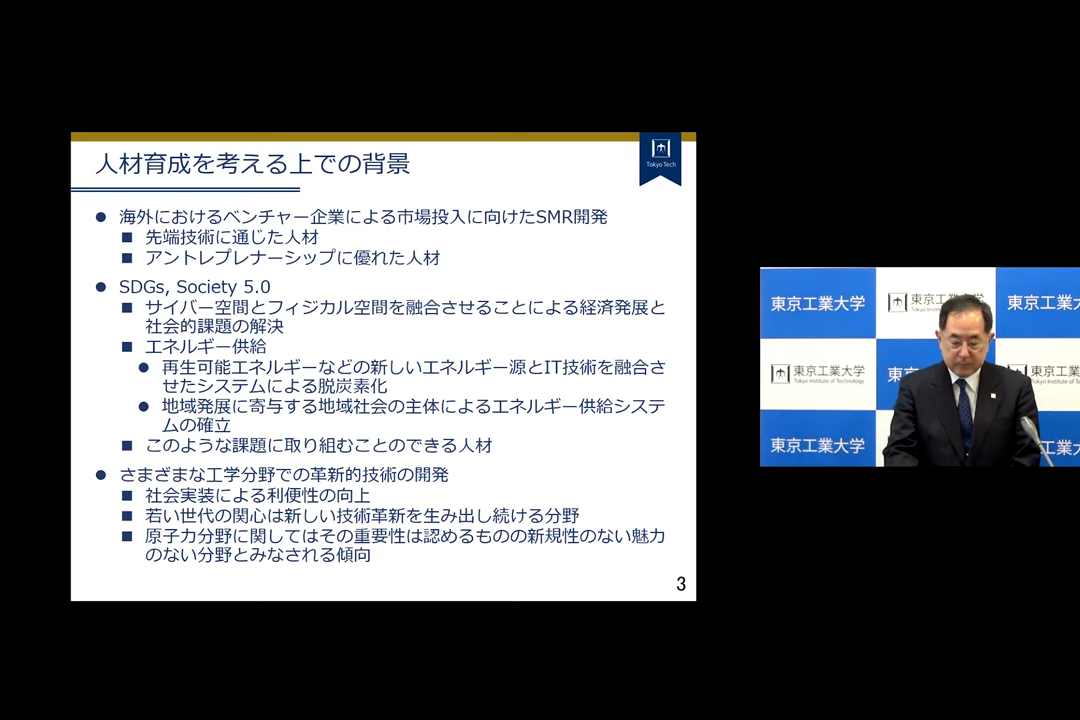 人材育成を考える上での背景
Tokyo Tech
● 海外におけるベンチャー企業による市場投入に向けたSMR開発
■ 先端技術に通じた人材
■ アントレプレナーシップに優れた人材
● SDGs, Society 5.0
■ サイバー空間とフィジカル空間を融合させることによる経済発展と
社会的課題の解決
■ エネルギー供給
● 再生可能エネルギーなどの新しいエネルギー源とIT技術を融合さ
せたシステムによる脱炭素化
● 地域発展に寄与する地域社会の主体によるエネルギー供給システ
ムの確立
■ このような課題に取り組むことのできる人材
● さまざまな工学分野での革新的技術の開発
■ 社会実装による利便性の向上
■ 若い世代の関心は新しい技術革新を生み出し続ける分野
■ 原子力分野に関してはその重要性は認めるものの新規性のない魅力
のない分野とみなされる傾向
3
東京工業大学
東京工業大学
東京工業大
東京工業大学
Tokyo Institute of Technology
東京工業大
東京工業大学
工業大